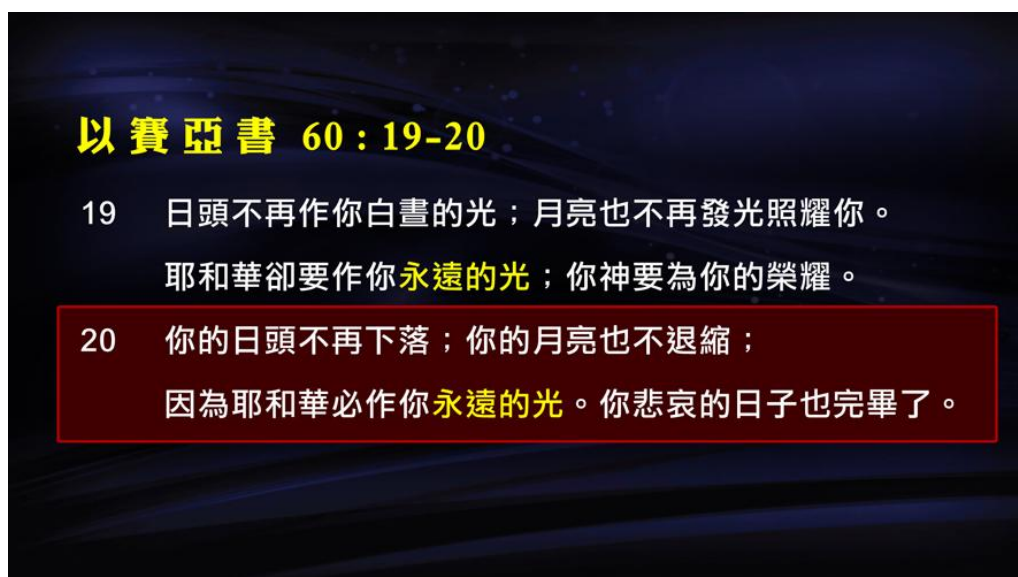 以賽亞書 60:19-20
19 日頭不再作你白晝的光;月亮也不再發光照耀你。
耶和華卻要作你永遠的光;你神要為你的榮耀。
20 你的日頭不再下落;你的月亮也不退縮;
因為耶和華必作你永遠的光。你悲哀的日子也完畢了。